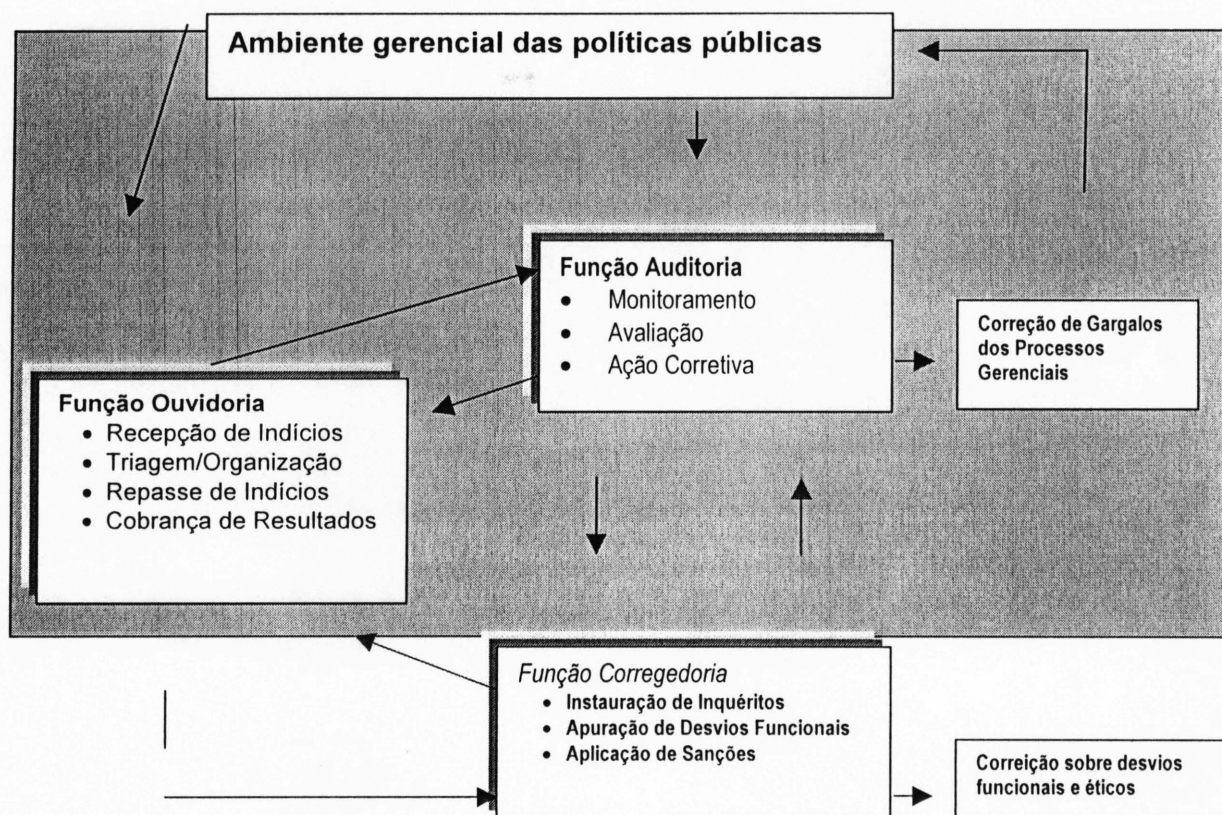 Ambiente gerencial das políticas públicas
Função Auditoria
• Monitoramento
• Avaliação
• Ação Corretiva
Correção de Gargalos
dos Processos
Gerenciais
Função Ouvidoria
• Recepção de Indícios
• Triagem/Organização
• Repasse de Indícios
• Cobrança de Resultados
Função Corregedoria
• Instauração de Inquéritos
• Apuração de Desvios Funcionais
• Aplicação de Sanções
Correição sobre desvios
funcionais e éticos